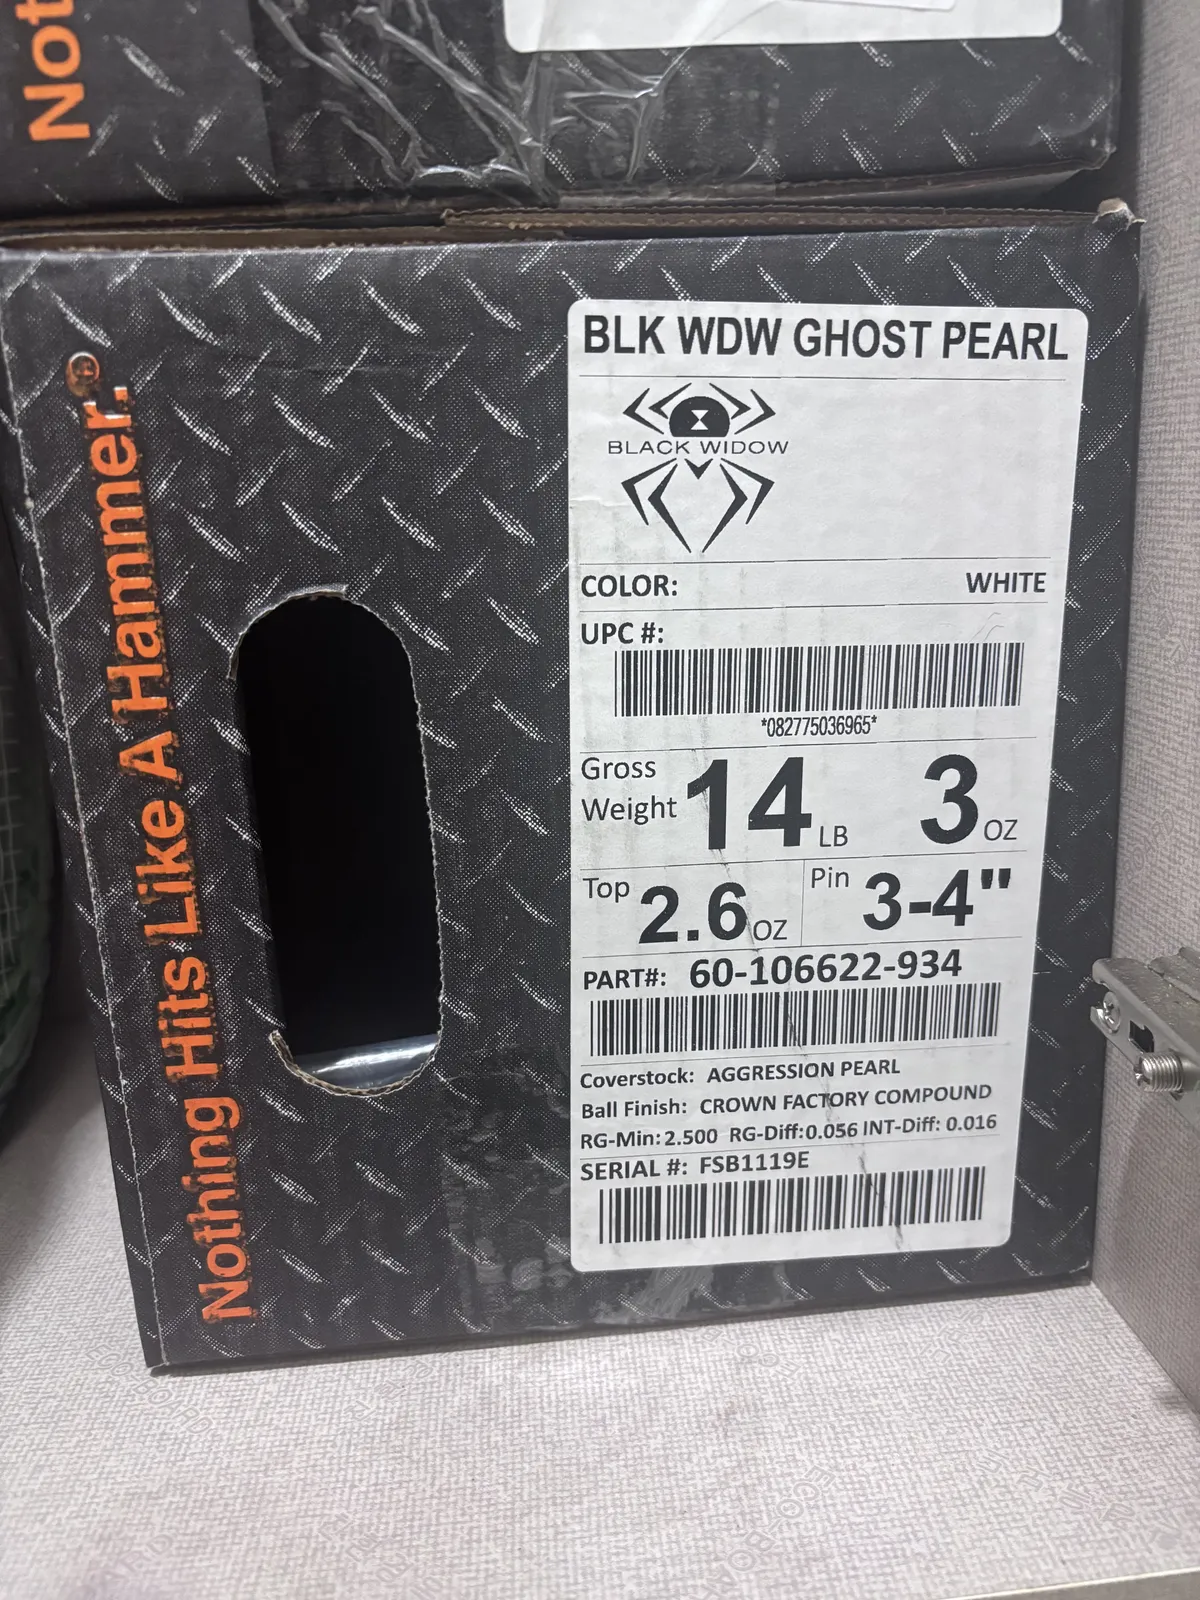 Not
Nothing Hits Like A Hammer.®
BLK WDW GHOST PEARL
BLACK WIDOW
COLOR: WHITE
UPC #:
*082775036965*
Gross Weight 14 LB 3 OZ
Top 2.6 OZ Pin 3-4"
PART#: 60-106622-934
Coverstock: AGGRESSION PEARL
Ball Finish: CROWN FACTORY COMPOUND
RG-Min: 2.500 RG-Diff:0.056 INT-Diff: 0.016
SERIAL #: FSB1119E